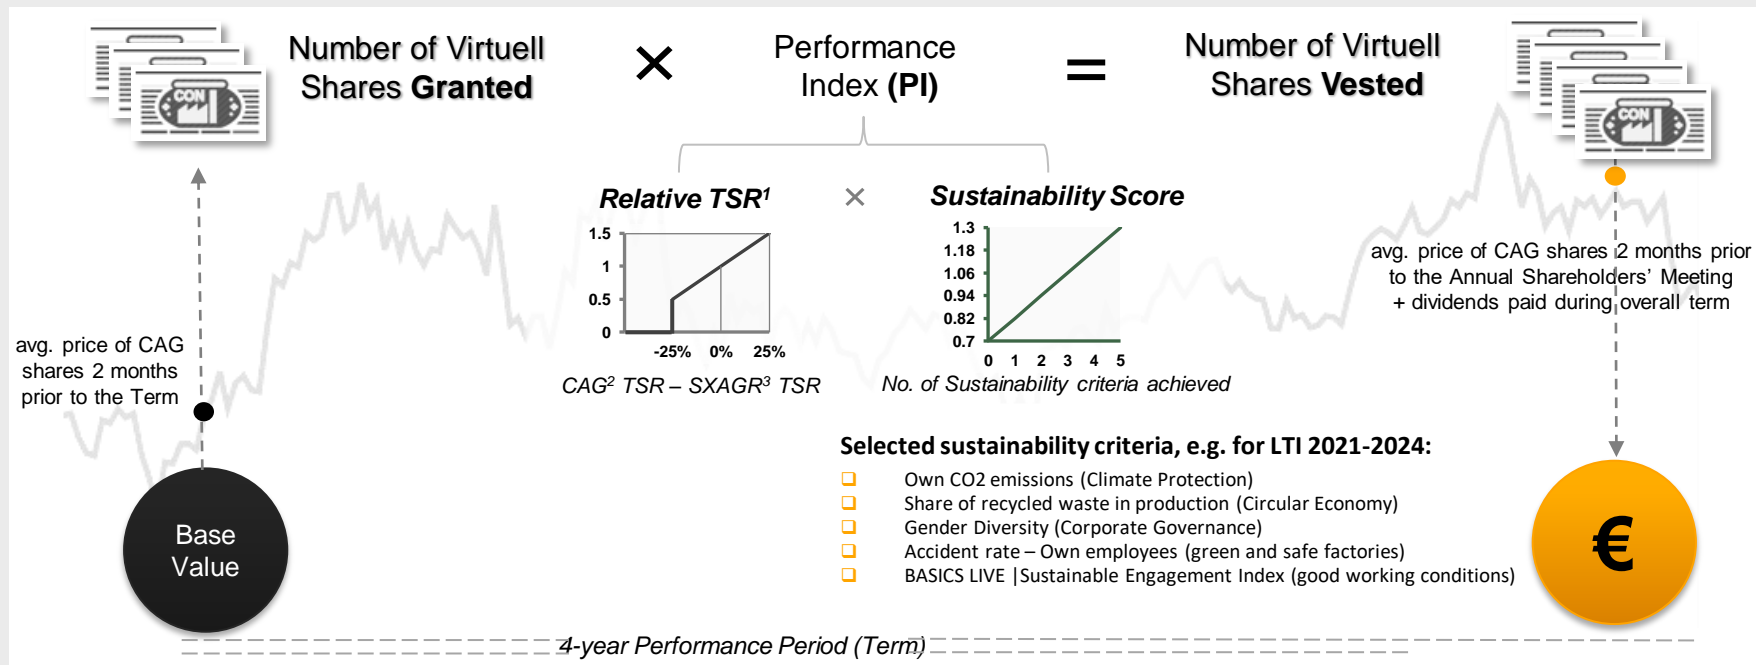 Number of Virtuell
Shares Granted
×
Performance
Index (PI)
=
Number of Virtuell
Shares Vested
CON
CON
Relative TSR¹
×
Sustainability Score
1.5
1
0.5
0
-25% 0% 25%
CAG² TSR – SXAGR³ TSR
1.3
1.18
1.06
0.94
0.82
0.7
0 1 2 3 4 5
No. of Sustainability criteria achieved
avg. price of CAG
shares 2 months
prior to the Term
avg. price of CAG shares 2 months prior
to the Annual Shareholders' Meeting
+ dividends paid during overall term
Selected sustainability criteria, e.g. for LTI 2021-2024:
Own CO2 emissions (Climate Protection)
Share of recycled waste in production (Circular Economy)
Gender Diversity (Corporate Governance)
Accident rate – Own employees (green and safe factories)
BASICS LIVE |Sustainable Engagement Index (good working conditions)
Base
Value
€
4-year Performance Period (Term)